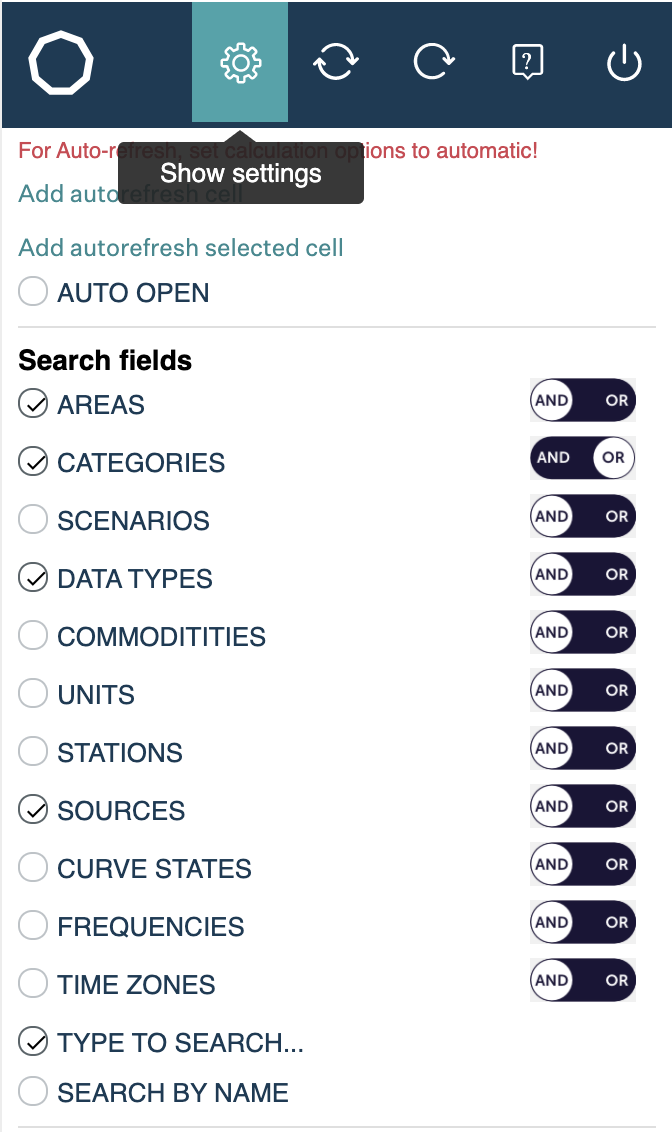 ?
For Auto-refresh, set calculation options to automatic!
Show settings
Add autorefresh cell
Add autorefresh selected cell
AUTO OPEN
Search fields
AREAS AND OR
CATEGORIES AND OR
SCENARIOS AND OR
DATA TYPES AND OR
COMMODITITIES AND OR
UNITS AND OR
STATIONS AND OR
SOURCES AND OR
CURVE STATES AND OR
FREQUENCIES AND OR
TIME ZONES AND OR
TYPE TO SEARCH...
SEARCH BY NAME